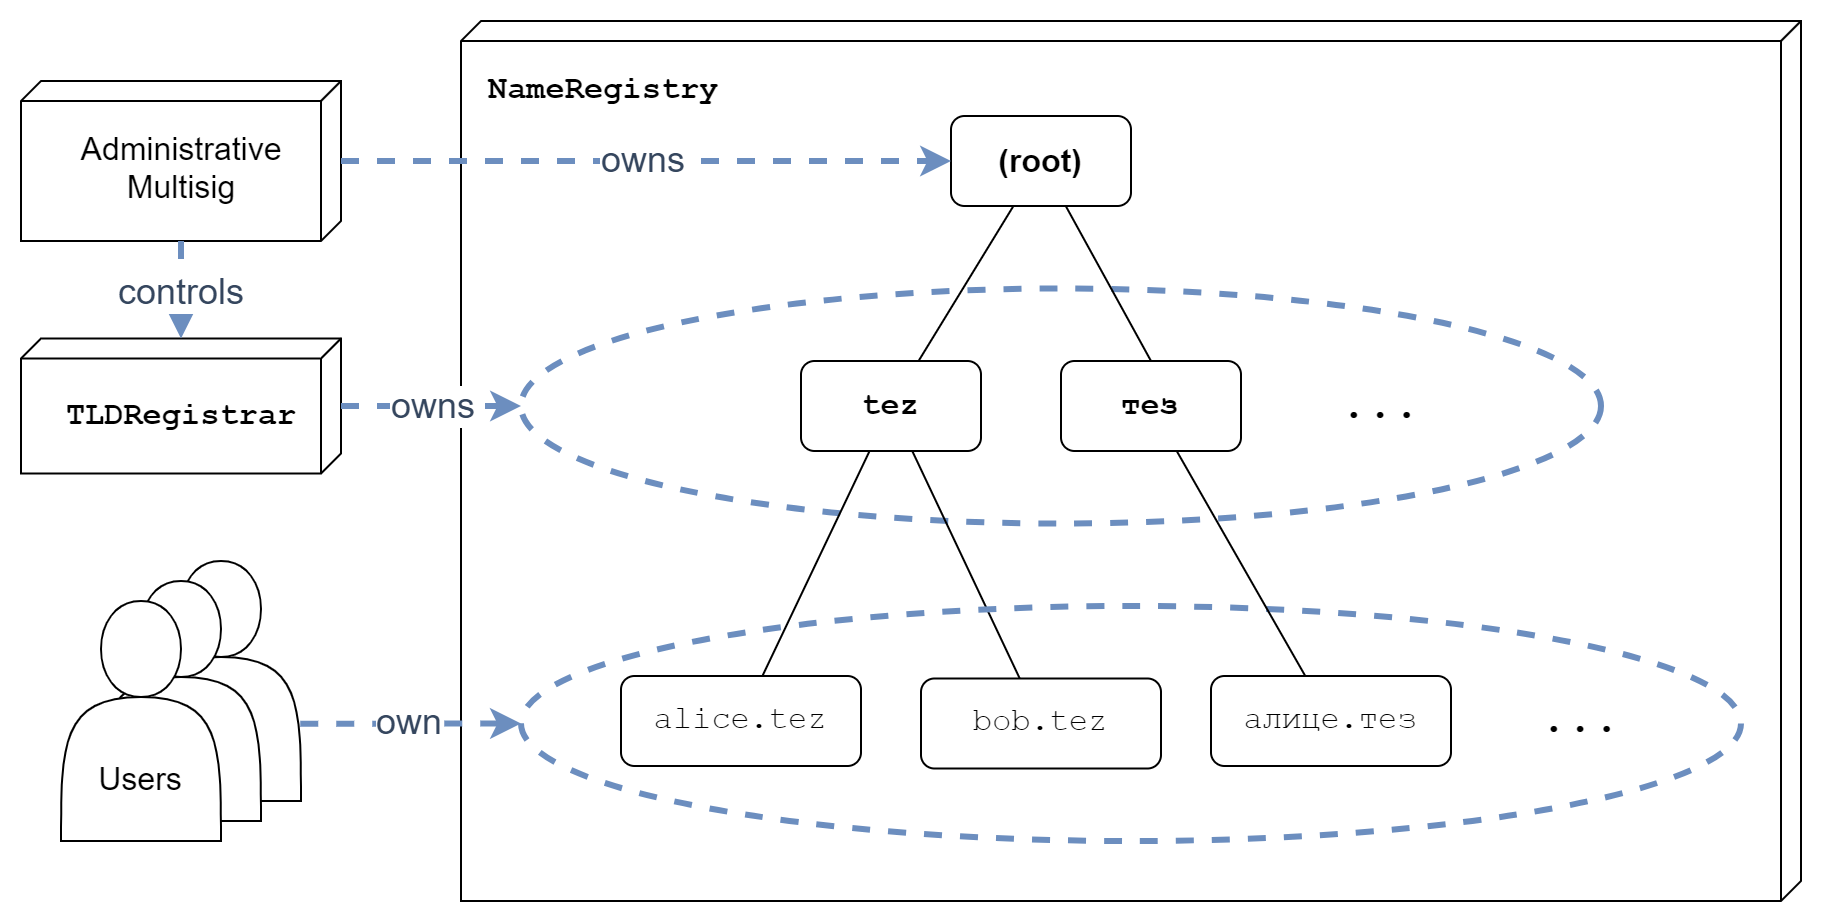 NameRegistry
Administrative
Multisig
owns
(root)
controls
TLDRegistrar
owns
tez
тез
...
Users
own
alice.tez
bob.tez
алице.тез
...